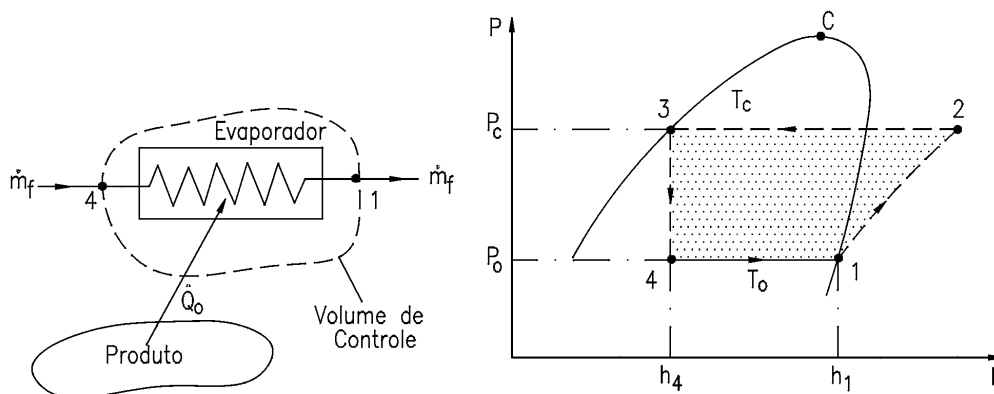 Evaporador
ṁf
4
1
ṁf
Q̇o
Volume de
Controle
Produto
P
C
3
Tc
2
Pc
Po
4
To
1
h4
h1